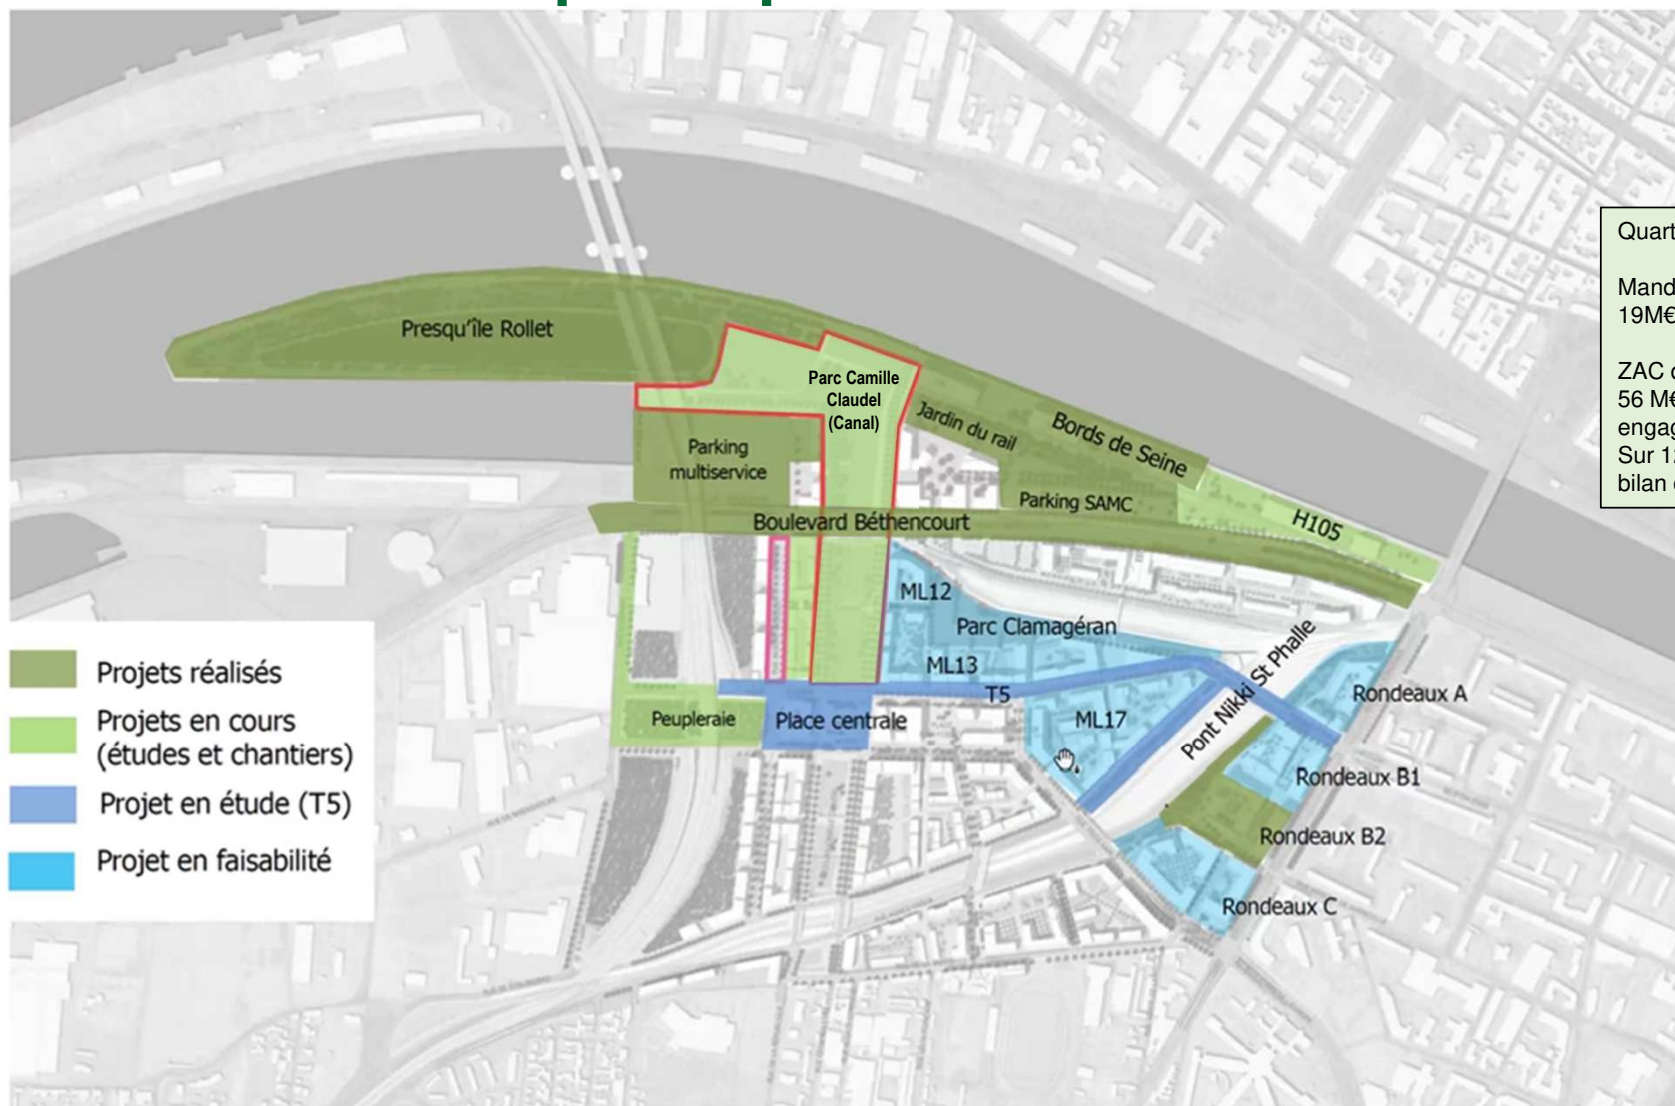 Presqu'île Rollet
Parc Camille
Claudel
(Canal)
Jardin du rail
Bords de Seine
Parking
multiservice
Parking SAMC
H105
Boulevard Béthencourt
ML12
Parc Clamagéran
ML13
T5
Pont Nikki St Phalle
Rondeaux A
Peupleraie
Place centrale
ML17
Rondeaux B1
Rondeaux B2
Rondeaux C
Projets réalisés
Projets en cours
(études et chantiers)
Projet en étude (T5)
Projet en faisabilité
Quart
Mand
19M€
ZAC
56 M€
engag
Sur 1
bilan